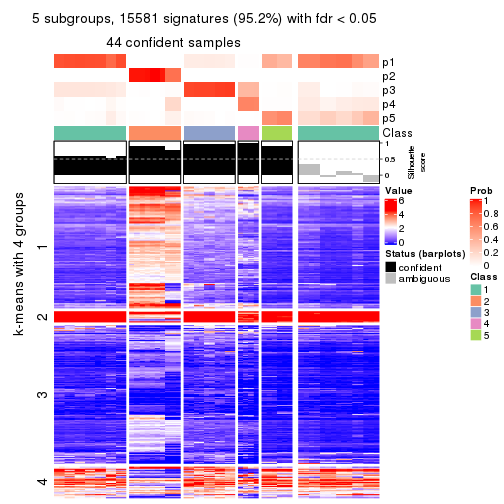 5 subgroups, 15581 signatures (95.2%) with fdr < 0.05
44 confident samples
p1
p2
p3
p4
p5
Class
1
0.5
0
Silhouette
score
k-means with 4 groups
1
2
3
4
Value
6
4
2
0
Status (barplots)
confident
ambiguous
Prob
1
0.8
0.6
0.4
0.2
0
Class
1
2
3
4
5